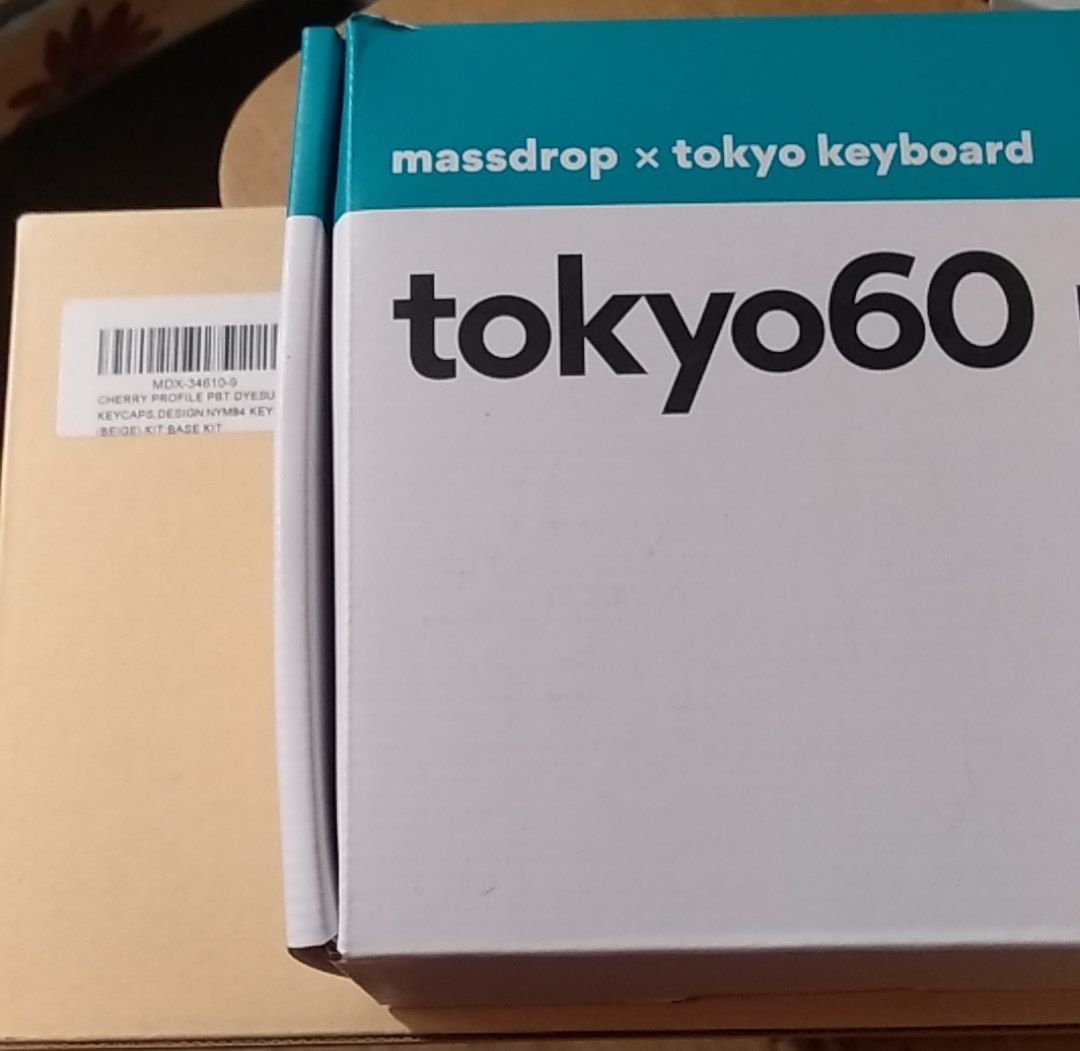 massdrop × tokyo keyboard
tokyo60
MDX-34610-9
CHERRY PROFILE PBT DYESU
KEYCAPS,DESIGN:NYM84 KEY
(BEIGE),KIT:BASE KIT